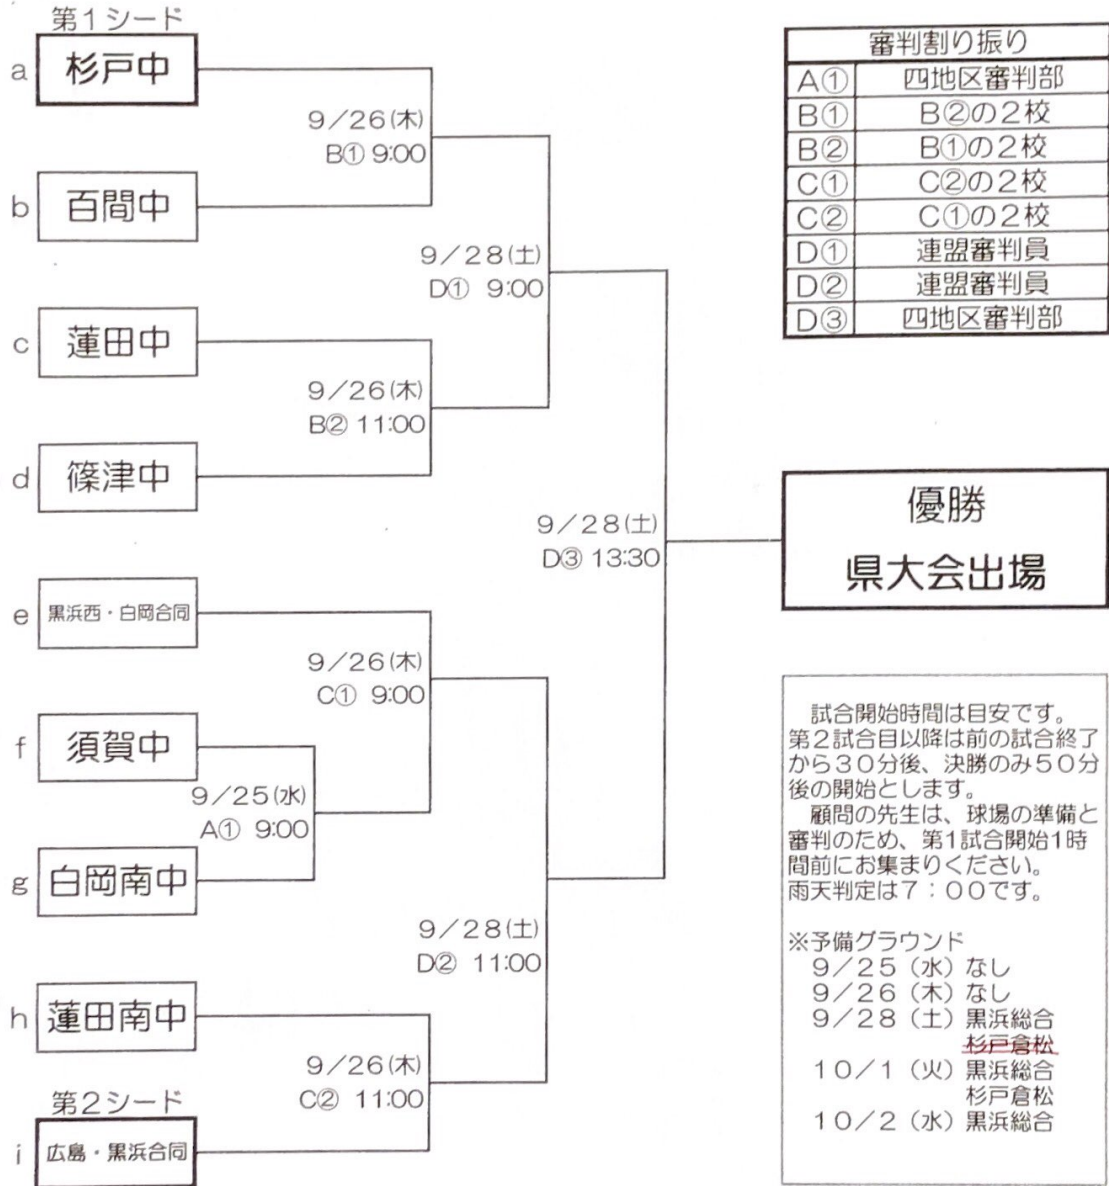 第1シード
a 杉戸中
9/26(木)
B① 9:00
b 百間中
9/28(土)
D① 9:00
c 蓮田中
9/26(木)
B② 11:00
d 篠津中
9/28(土)
D③ 13:30
e 黒浜西・白岡合同
9/26(木)
C① 9:00
f 須賀中
9/25(水)
A① 9:00
g 白岡南中
9/28(土)
D② 11:00
h 蓮田南中
9/26(木)
C② 11:00
第2シード
i 広島・黒浜合同
審判割り振り
A① 四地区審判部
B① B②の2校
B② B①の2校
C① C②の2校
C② C①の2校
D① 連盟審判員
D② 連盟審判員
D③ 四地区審判部
優勝
県大会出場
試合開始時間は目安です。
第2試合目以降は前の試合終了
から30分後、決勝のみ50分
後の開始とします。
顧問の先生は、球場の準備と
審判のため、第1試合開始1時
間前にお集まりください。
雨天判定は7:00です。
※予備グラウンド
9/25(水)なし
9/26(木)なし
9/28(土)黒浜総合
杉戸倉松
10/1(火)黒浜総合
杉戸倉松
10/2(水)黒浜総合